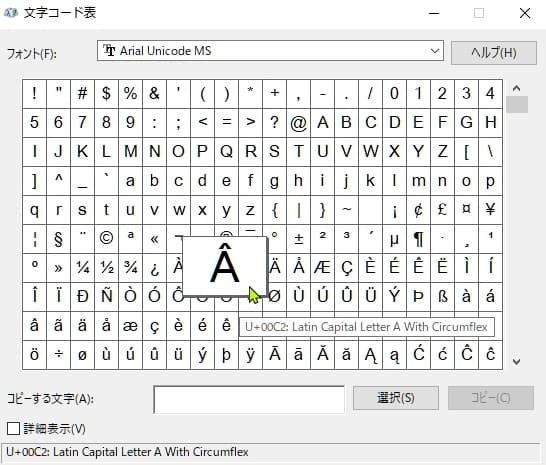 文字コード表
フォント(F):
Arial Unicode MS
ヘルプ(H)
! " # $ % & ' ( ) * + , - . / 0 1 2 3 4
5 6 7 8 9 : ; < = > ? @ A B C D E F G H
I J K L M N O P Q R S T U V W X Y Z [ \
] ^ _ ` a b c d e f g h i j k l m n o p
q r s t u v w x y z { | } ~ ¡ ¢ £ ¤ ¥
¦ § ¨ © ª « ° ± ² ³ ´ µ ¶ · ¸ ¹
º » ¼ ½ ¾ ¿ À Â Ä Å Æ Ç È É Ê Ë Ì Í
Î Ï Ð Ñ Ò Ó Ô Ø Ù Ú Û Ü Ý Þ ß à á
â ã ä å æ ç è é ê
U+00C2: Latin Capital Letter A With Circumflex
ö ÷ ø ù ú û ü ý þ ÿ Ā ā Ă ă Ą ą Ć ć Ĉ ĉ
コピーする文字(A):
選択(S)
コピー(C)
詳細表示(V)
U+00C2: Latin Capital Letter A With Circumflex